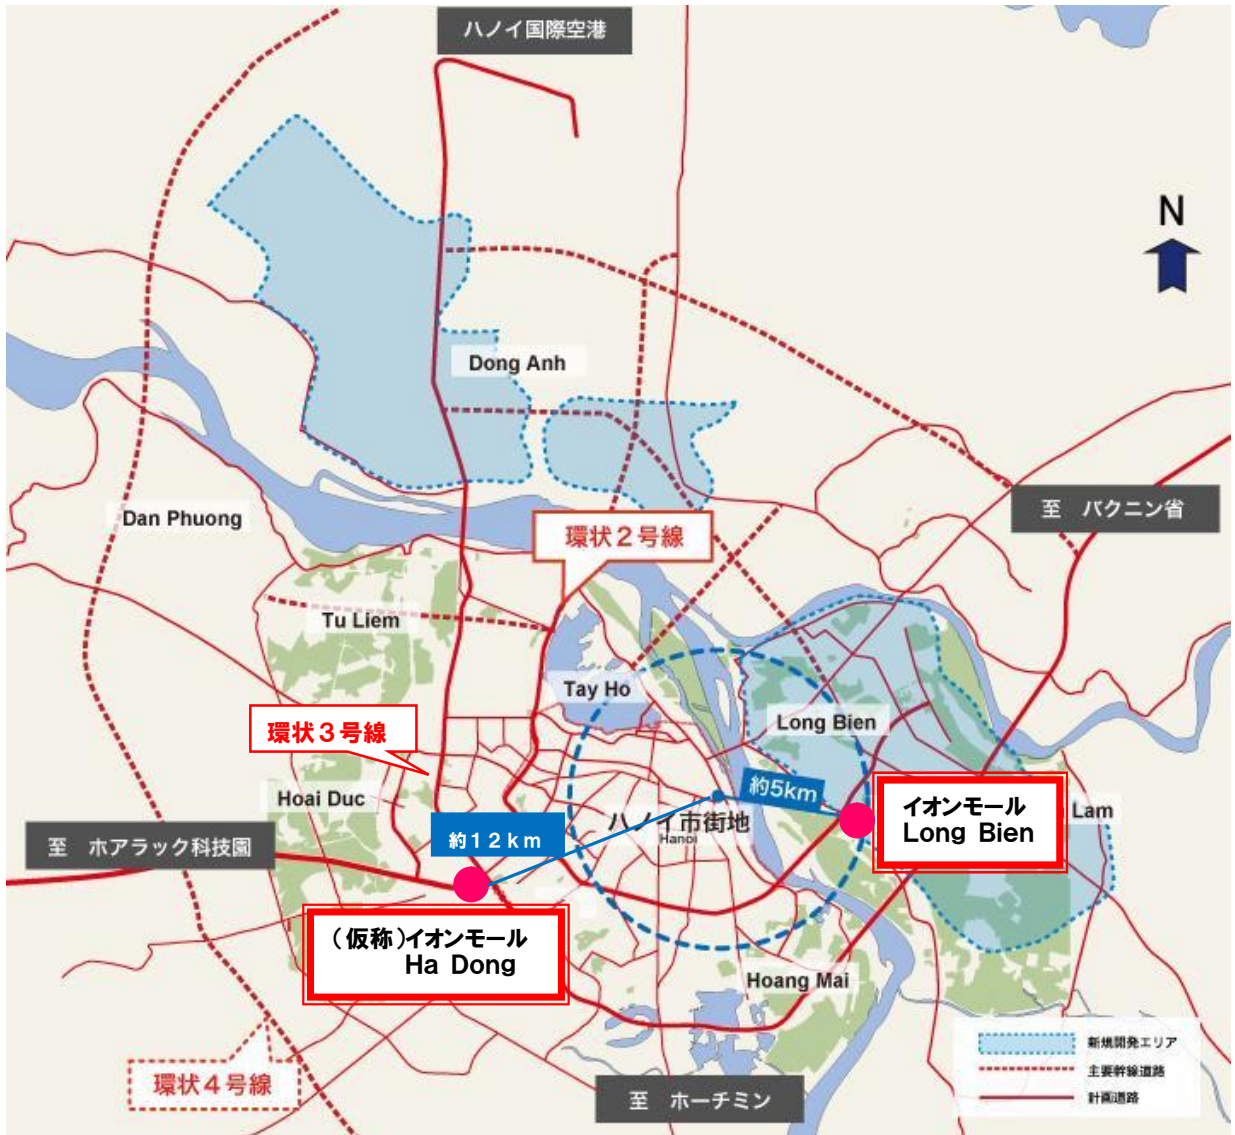 ハノイ国際空港
N
Dong Anh
至 バクニン省
Dan Phuong
環状２号線
Tu Liem
Tay Ho
Long Bien
環状３号線
約5km
Hoai Duc
イオンモール
Long Bien
Lam
ハノイ市街地
Hanoi
約１２ｋｍ
至 ホアラック科技園
（仮称）イオンモール
Ha Dong
Hoang Mai
新規開発エリア
主要幹線道路
計画道路
環状４号線
至 ホーチミン